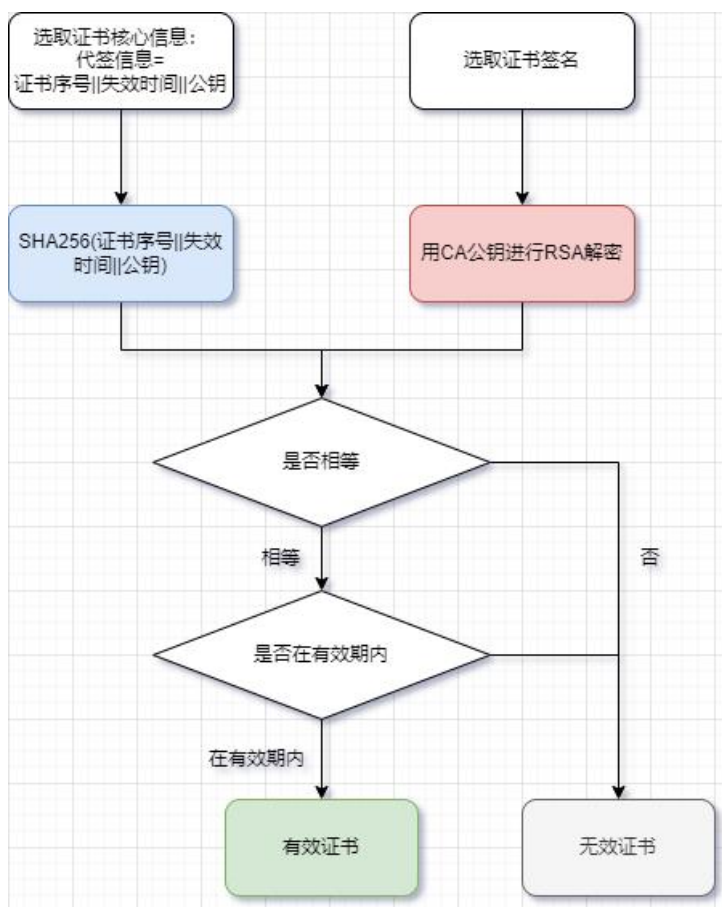 选取证书核心信息：
代签信息=
证书序号||失效时间||公钥
选取证书签名
SHA256(证书序号||失效
时间||公钥)
用CA公钥进行RSA解密
是否相等
相等
否
是否在有效期内
在有效期内
有效证书
无效证书